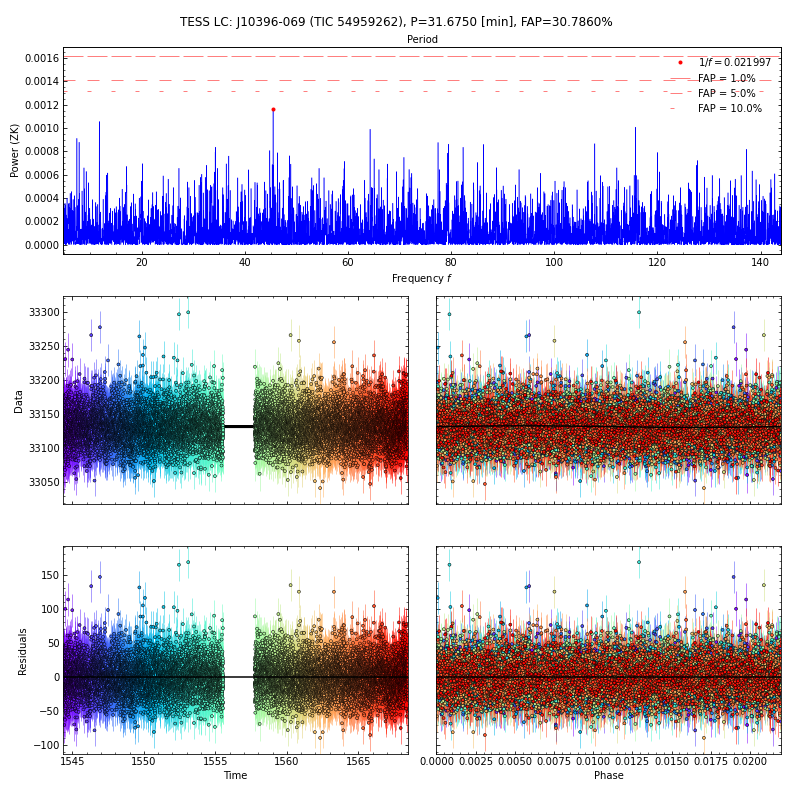 TESS LC: J10396-069 (TIC 54959262), P=31.6750 [min], FAP=30.7860%
Period
0.0016
0.0014
0.0012
0.0010
0.0008
0.0006
0.0004
0.0002
0.0000
Power (ZK)
1/f = 0.021997
FAP = 1.0%
FAP = 5.0%
FAP = 10.0%
20 40 60 80 100 120 140
Frequency f
33300
33250
33200
33150
33100
33050
Data
150
100
50
0
−50
−100
Residuals
1545 1550 1555 1560 1565
Time
0.0000 0.0025 0.0050 0.0075 0.0100 0.0125 0.0150 0.0175 0.0200
Phase